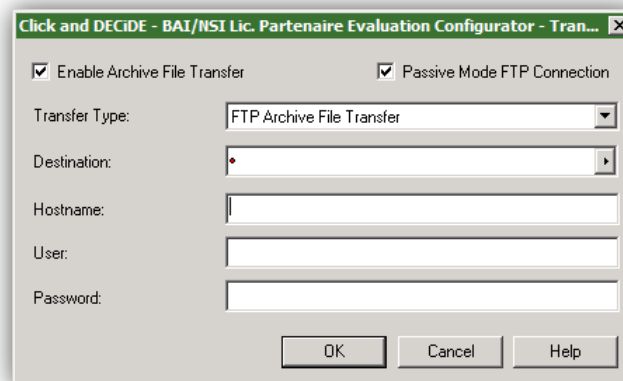 Click and DECiDE - BAI/NSI Lic. Partenaire Evaluation Configurator - Tran...
Enable Archive File Transfer Passive Mode FTP Connection
Transfer Type: FTP Archive File Transfer
Destination:
Hostname:
User:
Password:
OK Cancel Help